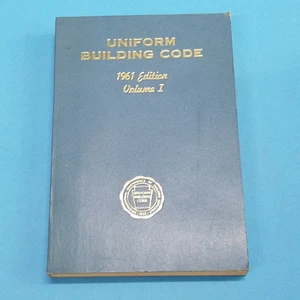 UNIFORM
BUILDING CODE
1961 Edition
Volume I